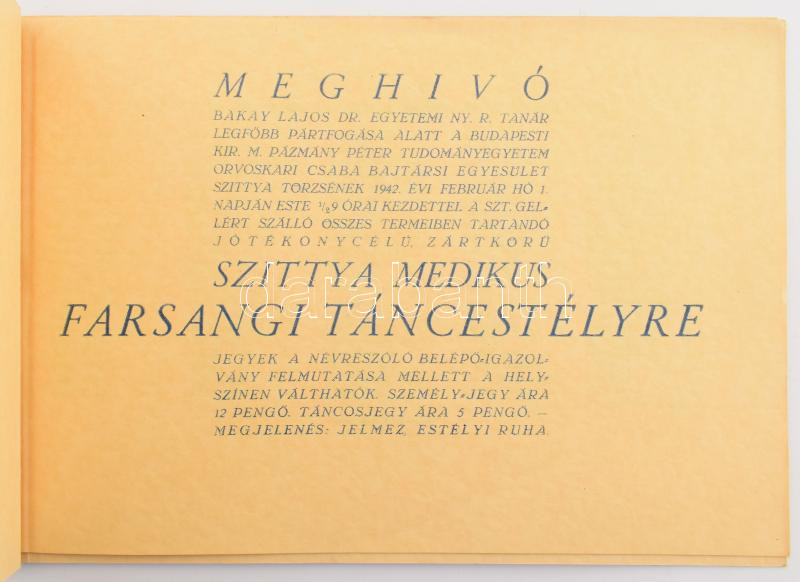 MEGHIVÓ
BAKAY LAJOS DR. EGYETEMI NY. R. TANÁR
LEGFŐBB PÁRTFOGÁSA ALATT A BUDAPESTI
KIR. M. PÁZMÁNY PÉTER TUDOMÁNYEGYETEM
ORVOSKARI CSABA BAJTÁRSI EGYESÜLET
SZITTYA TÖRZSÉNEK 1942. ÉVI FEBRUÁR HÓ 1.
NAPJÁN ESTE ½9 ÓRAI KEZDETTEL A SZT. GEL-
LÉRT SZÁLLÓ ÖSSZES TERMEIBEN TARTANDÓ
JÓTÉKONYCÉLÚ, ZÁRTKÖRŰ
SZITTYA MEDIKUS
darabanth
FARSANGI TÁNCESTÉLYRE
JEGYEK A NÉVRESZÓLÓ BELÉPŐ-IGAZOL-
VÁNY FELMUTATÁSA MELLETT A HELY-
SZÍNEN VÁLTHATÓK. SZEMÉLY-JEGY ÁRA
12 PENGŐ. TÁNCOSJEGY ÁRA 5 PENGŐ. —
MEGJELENÉS: JELMEZ, ESTÉLYI RUHA.